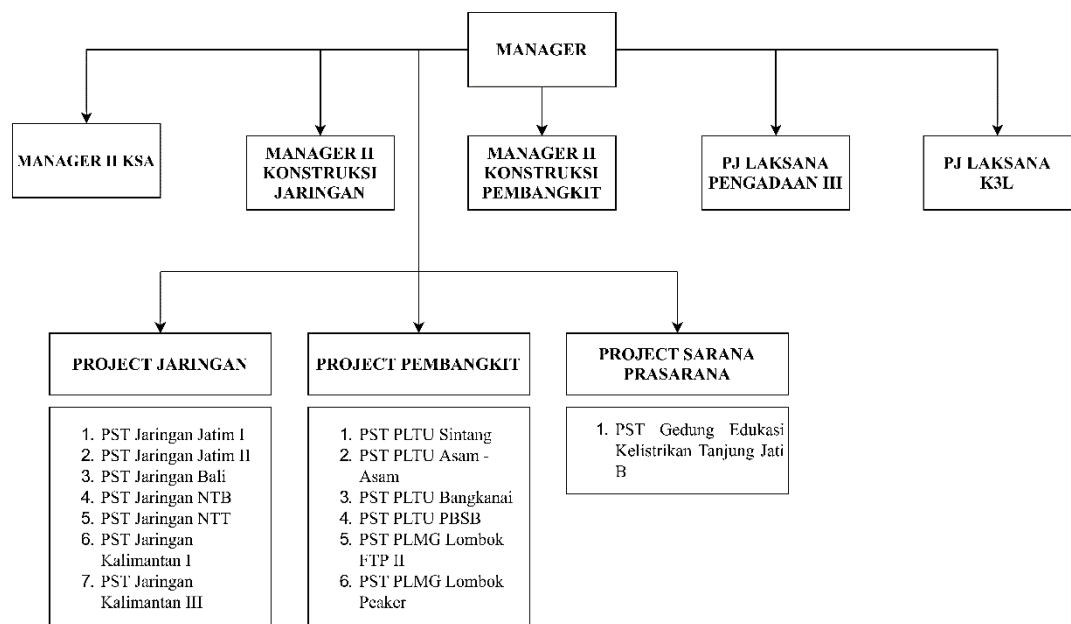 MANAGER
MANAGER II KSA
MANAGER II
KONSTRUKSI
JARINGAN
MANAGER II
KONSTRUKSI
PEMBANGKIT
PJ LAKSANA
PENGADAAN III
PJ LAKSANA
K3L
PROJECT JARINGAN
1. PST Jaringan Jatim I
2. PST Jaringan Jatim II
3. PST Jaringan Bali
4. PST Jaringan NTB
5. PST Jaringan NTT
6. PST Jaringan
Kalimantan I
7. PST Jaringan
Kalimantan III
PROJECT PEMBANGKIT
1. PST PLTU Sintang
2. PST PLTU Asam -
Asam
3. PST PLTU Bangkanai
4. PST PLTU PBSB
5. PST PLMG Lombok
FTP II
6. PST PLMG Lombok
Peaker
PROJECT SARANA
PRASARANA
1. PST Gedung Edukasi
Kelistrikan Tanjung Jati
B